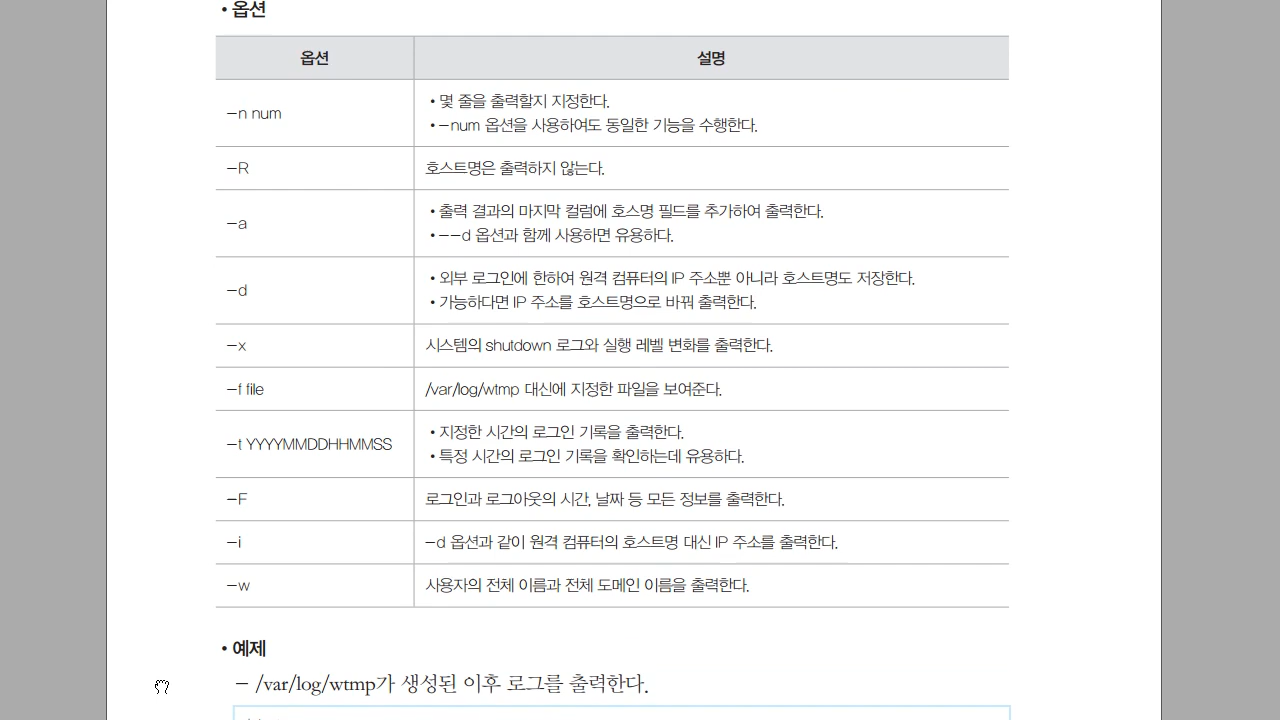 • 옵션
옵션 설명
–n num
• 몇 줄을 출력할지 지정한다.
• –num 옵션을 사용하여도 동일한 기능을 수행한다.
–R 호스트명은 출력하지 않는다.
–a
• 출력 결과의 마지막 컬럼에 호스명 필드를 추가하여 출력한다.
• ––d 옵션과 함께 사용하면 유용하다.
–d
• 외부 로그인에 한하여 원격 컴퓨터의 IP 주소뿐 아니라 호스트명도 저장한다.
• 가능하다면 IP 주소를 호스트명으로 바꿔 출력한다.
–x 시스템의 shutdown 로그와 실행 레벨 변화를 출력한다.
–f file /var/log/wtmp 대신에 지정한 파일을 보여준다.
–t YYYYMMDDHHMMSS
• 지정한 시간의 로그인 기록을 출력한다.
• 특정 시간의 로그인 기록을 확인하는데 유용하다.
–F 로그인과 로그아웃의 시간, 날짜 등 모든 정보를 출력한다.
–i –d 옵션과 같이 원격 컴퓨터의 호스트명 대신 IP 주소를 출력한다.
–w 사용자의 전체 이름과 전체 도메인 이름을 출력한다.
• 예제
– /var/log/wtmp가 생성된 이후 로그를 출력한다.